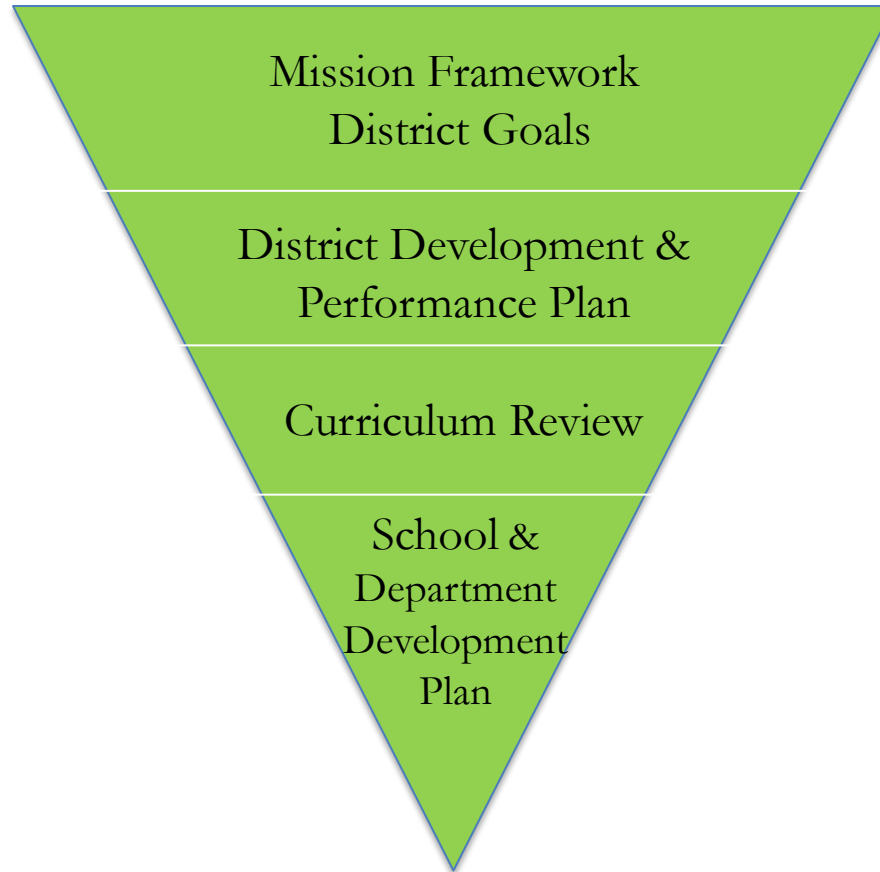 Mission Framework
District Goals
District Development &
Performance Plan
Curriculum Review
School &
Department
Development
Plan